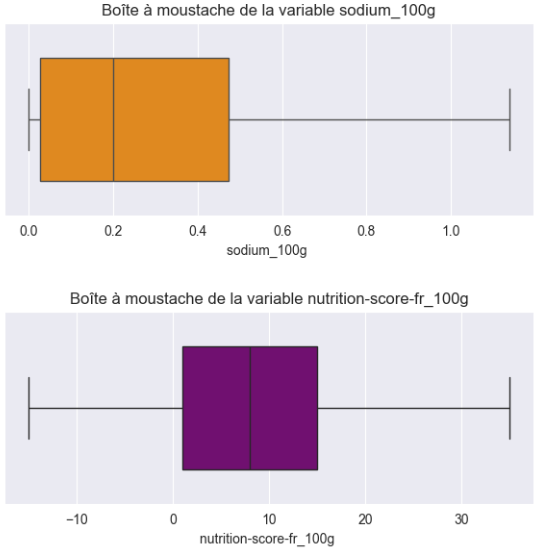 Boîte à moustache de la variable sodium_100g
0.0 0.2 0.4 0.6 0.8 1.0
sodium_100g
Boîte à moustache de la variable nutrition-score-fr_100g
−10 0 10 20 30
nutrition-score-fr_100g